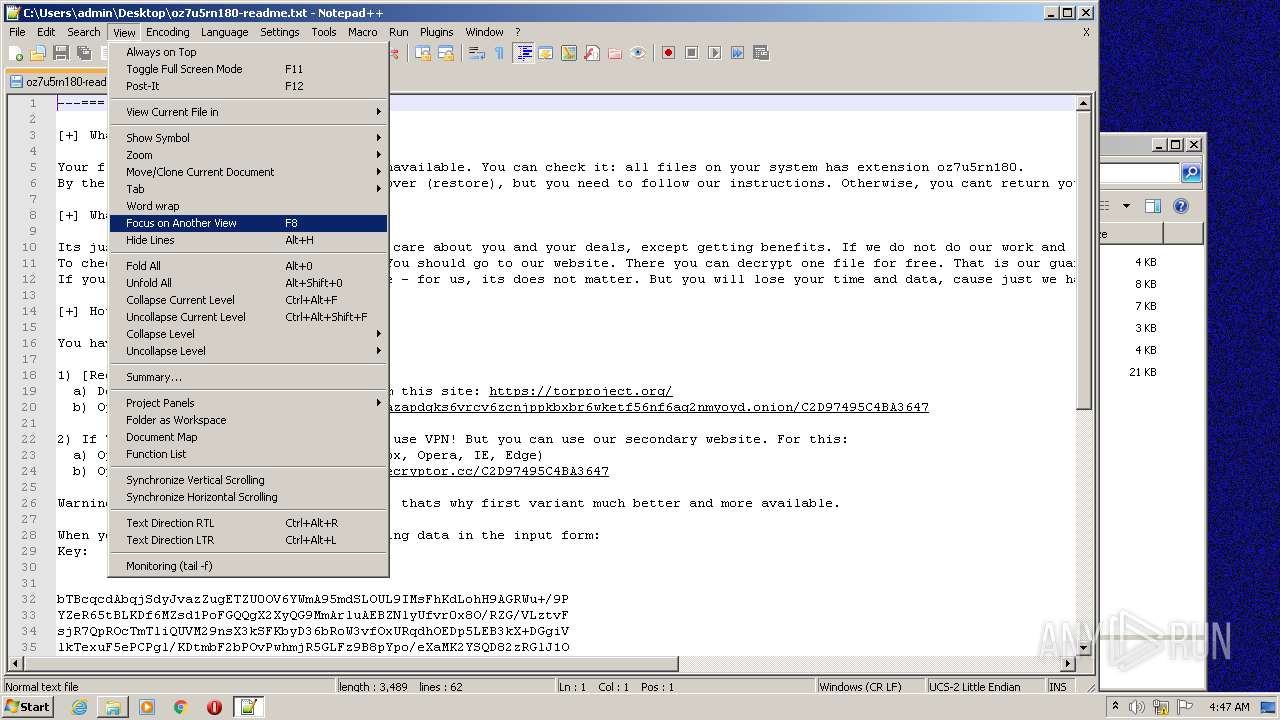 C:\Users\admin\Desktop\oz7u5rn180-readme.txt - Notepad++
File Edit Search View Encoding Language Settings Tools Macro Run Plugins Window ? X
oz7u5rn180-read
Always on Top
Toggle Full Screen Mode F11
Post-It F12
View Current File in
Show Symbol
Zoom
Move/Clone Current Document
Tab
Word wrap
Focus on Another View F8
Hide Lines Alt+H
Fold All Alt+0
Unfold All Alt+Shift+0
Collapse Current Level Ctrl+Alt+F
Uncollapse Current Level Ctrl+Alt+Shift+F
Collapse Level
Uncollapse Level
Summary...
Project Panels
Folder as Workspace
Document Map
Function List
Synchronize Vertical Scrolling
Synchronize Horizontal Scrolling
Text Direction RTL Ctrl+Alt+R
Text Direction LTR Ctrl+Alt+L
Monitoring (tail -f)
1 ---===
2
3 [+] Wha
4
5 Your f navailable. You can check it: all files on your system has extension oz7u5rn180.
6 By the over (restore), but you need to follow our instructions. Otherwise, you cant return yo
7
8 [+] Wha
9
10 Its jus care about you and your deals, except getting benefits. If we do not do our work and
11 To chec You should go to our website. There you can decrypt one file for free. That is our gua
12 If you e - for us, its does not matter. But you will lose your time and data, cause just we ha
13
14 [+] Ho
15
16 You hav
17
18 1) [Rec
19 a) D m this site: https://torproject.org/
20 b) O azapdqks6vrcv6zcnjppkbxbr6wketf56nf6aq2nmyoyd.onion/C2D97495C4BA3647
21
22 2) If use VPN! But you can use our secondary website. For this:
23 a) O ox, Opera, IE, Edge)
24 b) O ecryptor.cc/C2D97495C4BA3647
25
26 Warning thats why first variant much better and more available.
27
28 When yo ing data in the input form:
29 Key:
30
31
32
33
34
35
4 KB
8 KB
7 KB
3 KB
4 KB
21 KB
ANY RUN
Normal text file length : 3,489 lines : 62 Ln : 1 Col : 1 Pos : 1 Windows (CR LF) UCS-2 Little Endian INS
Start 4:47 AM